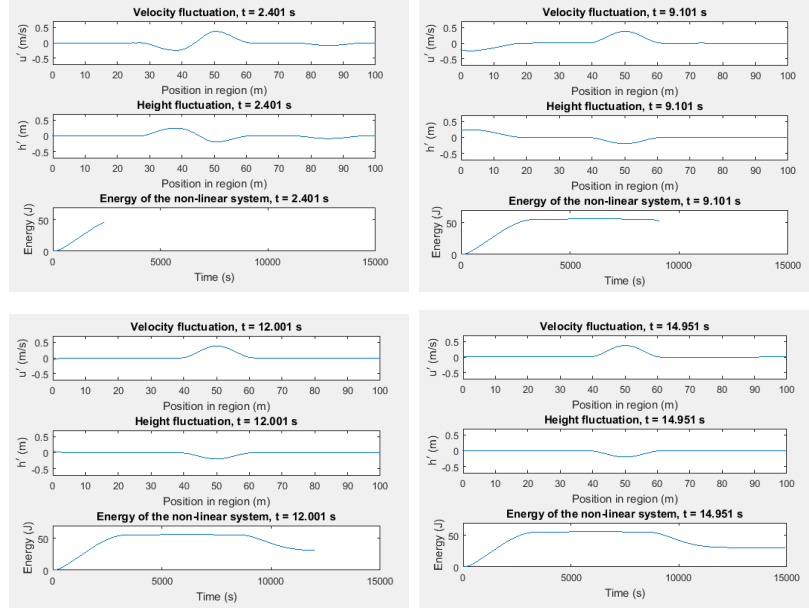 Velocity fluctuation, t = 2.401 s
u' (m/s)
0.5
0
-0.5
0 10 20 30 40 50 60 70 80 90 100
Position in region (m)
Height fluctuation, t = 2.401 s
h' (m)
0.5
0
-0.5
0 10 20 30 40 50 60 70 80 90 100
Position in region (m)
Energy of the non-linear system, t = 2.401 s
Energy (J)
50
0
0 5000 10000 15000
Time (s)
Velocity fluctuation, t = 9.101 s
u' (m/s)
0.5
0
-0.5
0 10 20 30 40 50 60 70 80 90 100
Position in region (m)
Height fluctuation, t = 9.101 s
h' (m)
0.5
0
-0.5
0 10 20 30 40 50 60 70 80 90 100
Position in region (m)
Energy of the non-linear system, t = 9.101 s
Energy (J)
50
0
0 5000 10000 15000
Time (s)
Velocity fluctuation, t = 12.001 s
u' (m/s)
0.5
0
-0.5
0 10 20 30 40 50 60 70 80 90 100
Position in region (m)
Height fluctuation, t = 12.001 s
h' (m)
0.5
0
-0.5
0 10 20 30 40 50 60 70 80 90 100
Position in region (m)
Energy of the non-linear system, t = 12.001 s
Energy (J)
50
0
0 5000 10000 15000
Time (s)
Velocity fluctuation, t = 14.951 s
u' (m/s)
0.5
0
-0.5
0 10 20 30 40 50 60 70 80 90 100
Position in region (m)
Height fluctuation, t = 14.951 s
h' (m)
0.5
0
-0.5
0 10 20 30 40 50 60 70 80 90 100
Position in region (m)
Energy of the non-linear system, t = 14.951 s
Energy (J)
50
0
0 5000 10000 15000
Time (s)